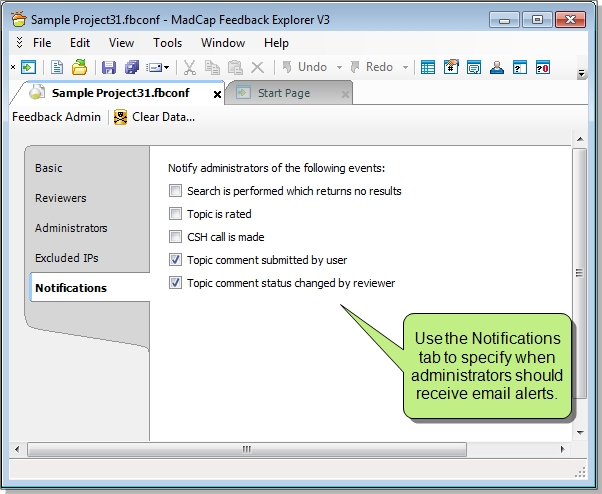 Sample Project31.fbconf - MadCap Feedback Explorer V3
File Edit View Tools Window Help
Undo Redo
Sample Project31.fbconf Start Page
Feedback Admin Clear Data...
Basic
Reviewers
Administrators
Excluded IPs
Notifications
Notify administrators of the following events:
Search is performed which returns no results
Topic is rated
CSH call is made
Topic comment submitted by user
Topic comment status changed by reviewer
Use the Notifications
tab to specify when
administrators should
receive email alerts.